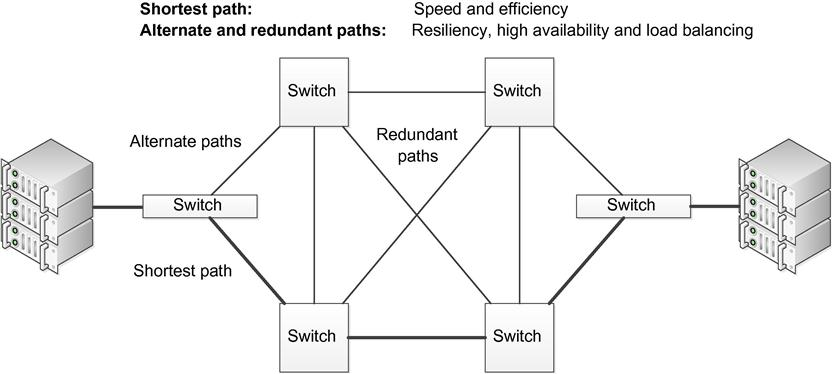 Shortest path: Speed and efficiency
Alternate and redundant paths: Resiliency, high availability and load balancing
Switch
Switch
Alternate paths
Redundant
paths
Switch
Switch
Shortest path
Switch
Switch